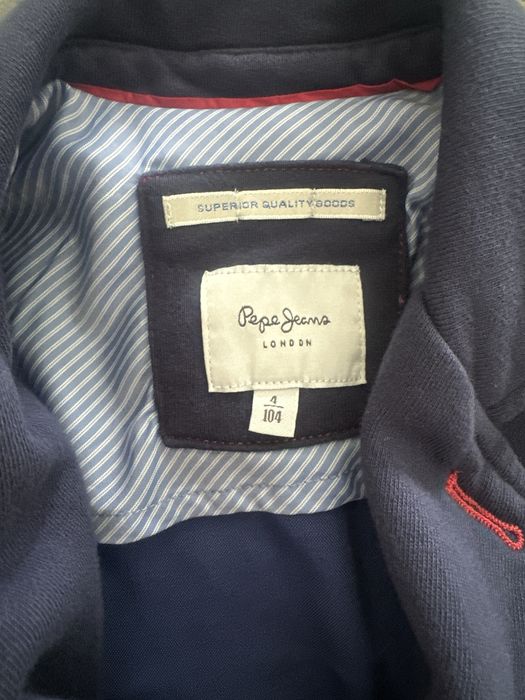 SUPERIOR QUALITY GOODS
Pepe Jeans
LONDON
4
104